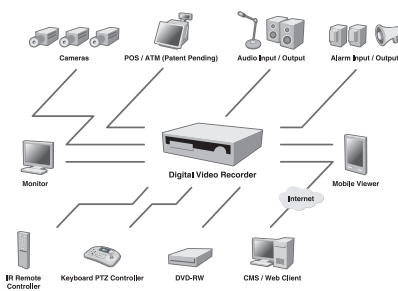 Cameras
POS / ATM (Patent Pending)
Audio Input / Output
Alarm Input / Output
Digital Video Recorder
Monitor
Mobile Viewer
Internet
IR Remote
Controller
Keyboard PTZ Controller
DVD-RW
CMS / Web Client